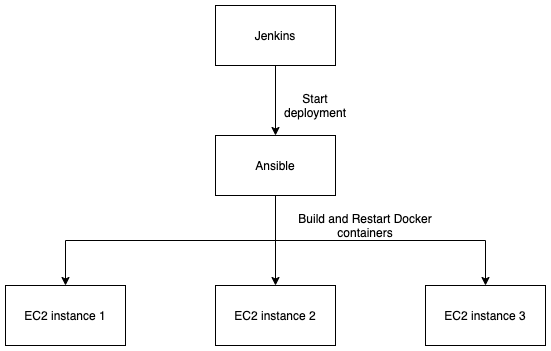 Jenkins
Start
deployment
Ansible
Build and Restart Docker
containers
EC2 instance 1
EC2 instance 2
EC2 instance 3